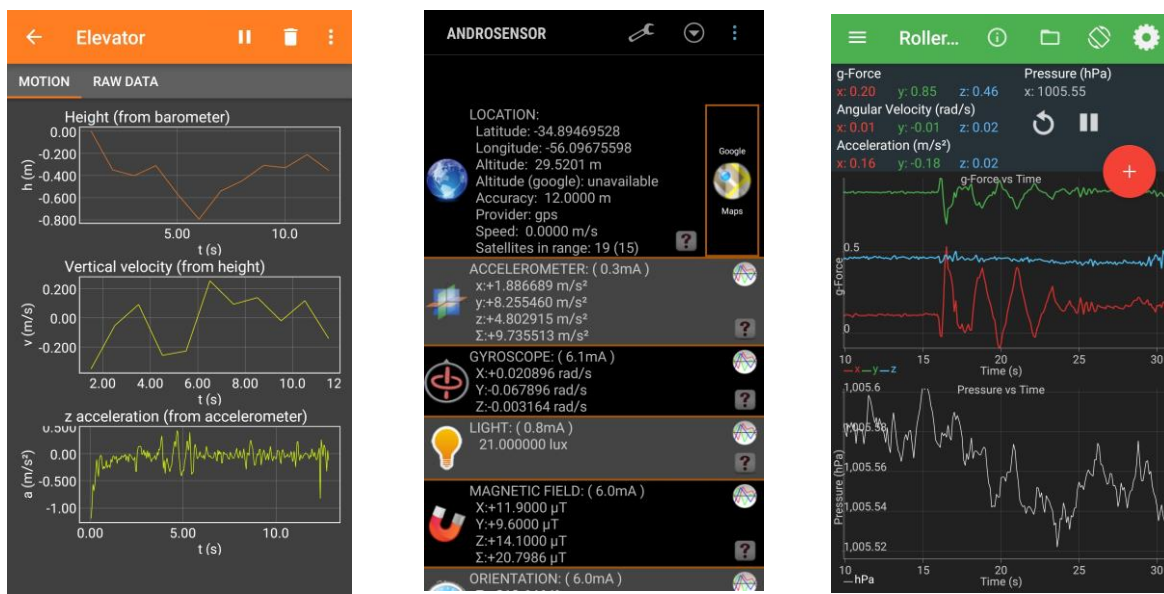 Elevator
MOTION RAW DATA
Height (from barometer)
0.00
-0.200
-0.400
-0.600
-0.800
h (m)
5.00 10.0
t (s)
Vertical velocity (from height)
0.200
0.00
-0.200
v (m/s)
2.00 4.00 6.00 8.00 10.0 12
t (s)
z acceleration (from accelerometer)
0.500
0.00
-0.500
-1.00
a (m/s²)
0.00 5.00 10.0
t (s)
ANDROSENSOR
LOCATION:
Latitude: -34.89469528
Longitude: -56.09675598
Altitude: 29.5201 m
Altitude (google): unavailable
Accuracy: 12.0000 m
Provider: gps
Speed: 0.0000 m/s
Satellites in range: 19 (15)
?
Google
Maps
ACCELEROMETER: ( 0.3mA )
x:+1.886689 m/s²
y:+8.255460 m/s²
z:+4.802915 m/s²
Σ:+9.735513 m/s²
?
GYROSCOPE: ( 6.1mA )
X:+0.020896 rad/s
Y:-0.067896 rad/s
Z:-0.003164 rad/s
?
LIGHT: ( 0.8mA )
21.000000 lux
?
MAGNETIC FIELD: ( 6.0mA )
X:+11.9000 µT
Y:+9.6000 µT
Z:+14.1000 µT
Σ:+20.7986 µT
?
ORIENTATION: ( 6.0mA )
Roller...
g-Force
x: 0.20 y: 0.85 z: 0.46
Pressure (hPa)
x: 1005.55
Angular Velocity (rad/s)
x: 0.01 y: -0.01 z: 0.02
Acceleration (m/s²)
x: 0.16 y: -0.18 z: 0.02
g-Force vs Time
0.5
0
g-Force
10 15 20 25 30
x y z
Time (s)
Pressure vs Time
1,005.6
1,005.58
1,005.56
1,005.54
1,005.52
Pressure (hPa)
10 15 20 25 30
hPa
Time (s)